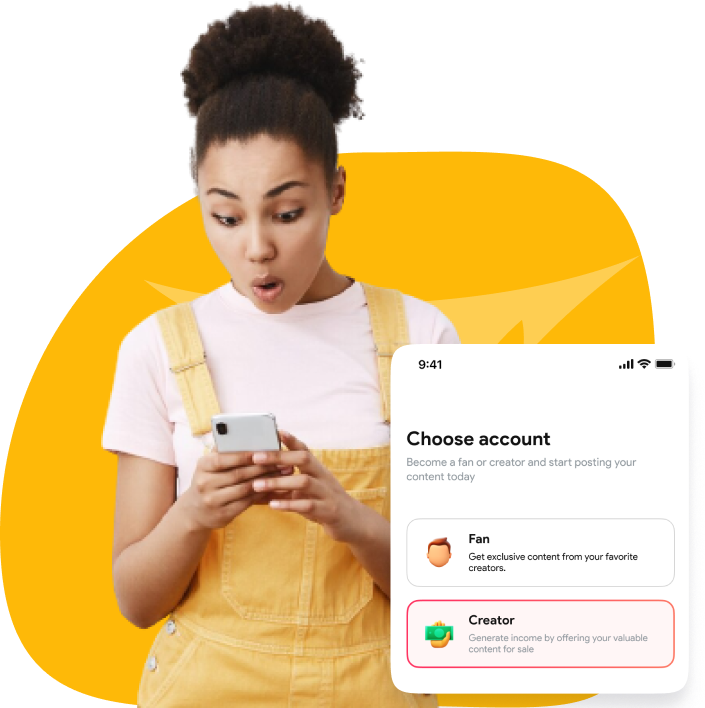 9:41
Choose account
Become a fan or creator and start posting your
content today
Fan
Get exclusive content from your favorite
creators.
Creator
Generate income by offering your valuable
content for sale